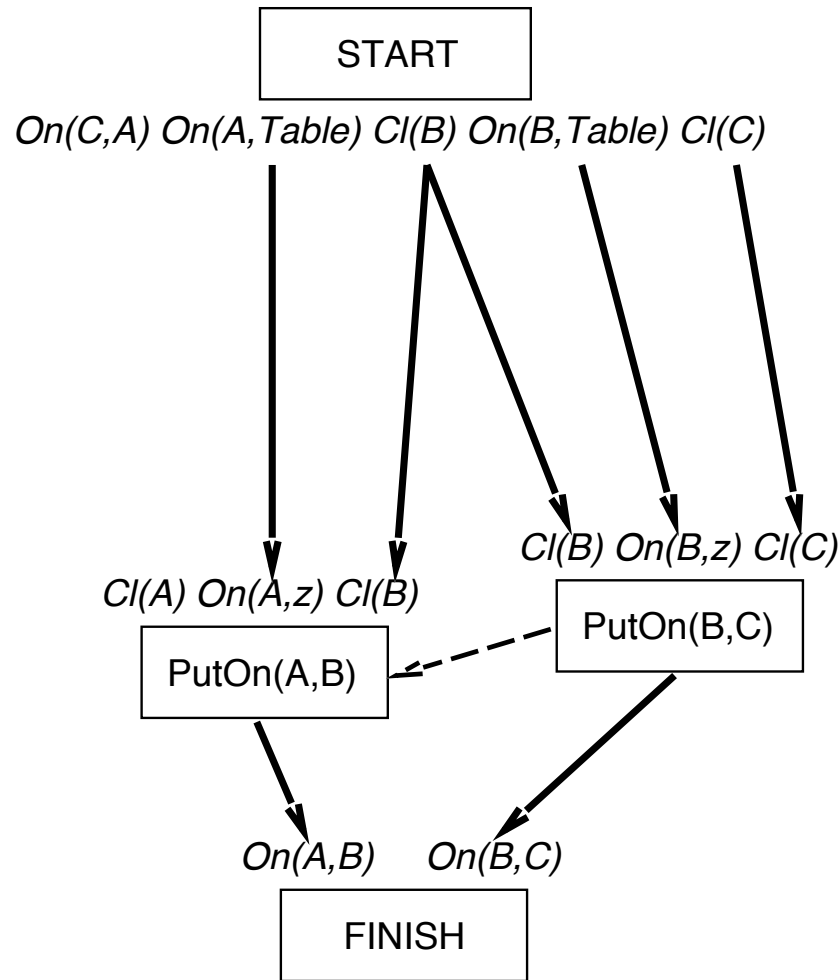 START
On(C,A) On(A,Table) Cl(B) On(B,Table) Cl(C)
Cl(B) On(B,z) Cl(C)
Cl(A) On(A,z) Cl(B)
PutOn(B,C)
PutOn(A,B)
On(A,B) On(B,C)
FINISH